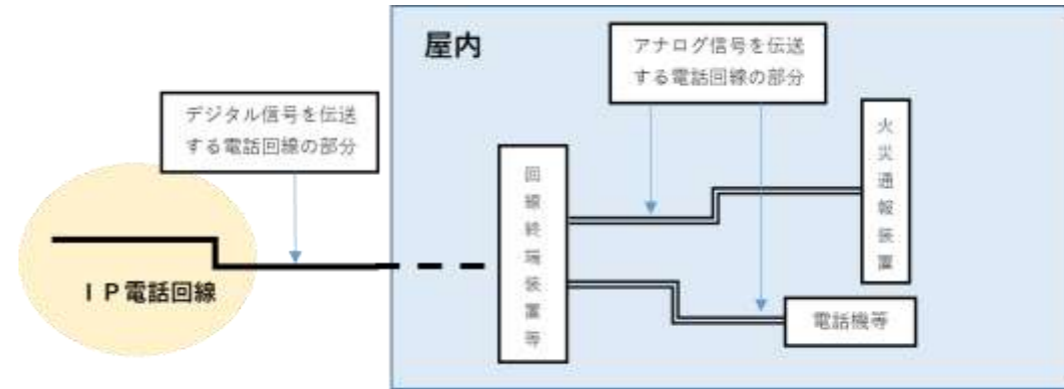 屋内
アナログ信号を伝送
する電話回線の部分
デジタル信号を伝送
する電話回線の部分
回線終端装置等
火災通報装置
ＩＰ電話回線
電話機等